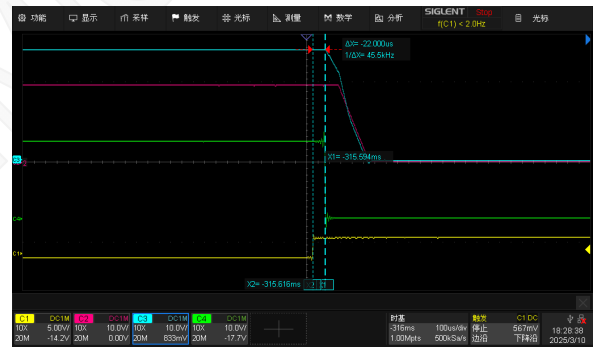 功能 显示 采样 触发 光标 测量 数学 分析 SIGLENT Stop 光标
f(C1) < 2.0Hz
ΔX= -22.000us
1/ΔX= 45.5kHz
C3
X1= -315.594ms
C4
C1
X2= -315.616ms
C1 DC1M C2 DC1M C3 DC1M C4 DC1M 时基 触发 C1 DC
10X 5.00V/ 10X 10.0V/ 10X 10.0V/ 10X 10.0V/ -316ms 100us/div 停止 567mV 18:28:38
20M -14.2V 20M 0.00V 20M 833mV 20M -17.7V 1.00Mpts 500kSa/s 边沿 下降沿 2025/3/10